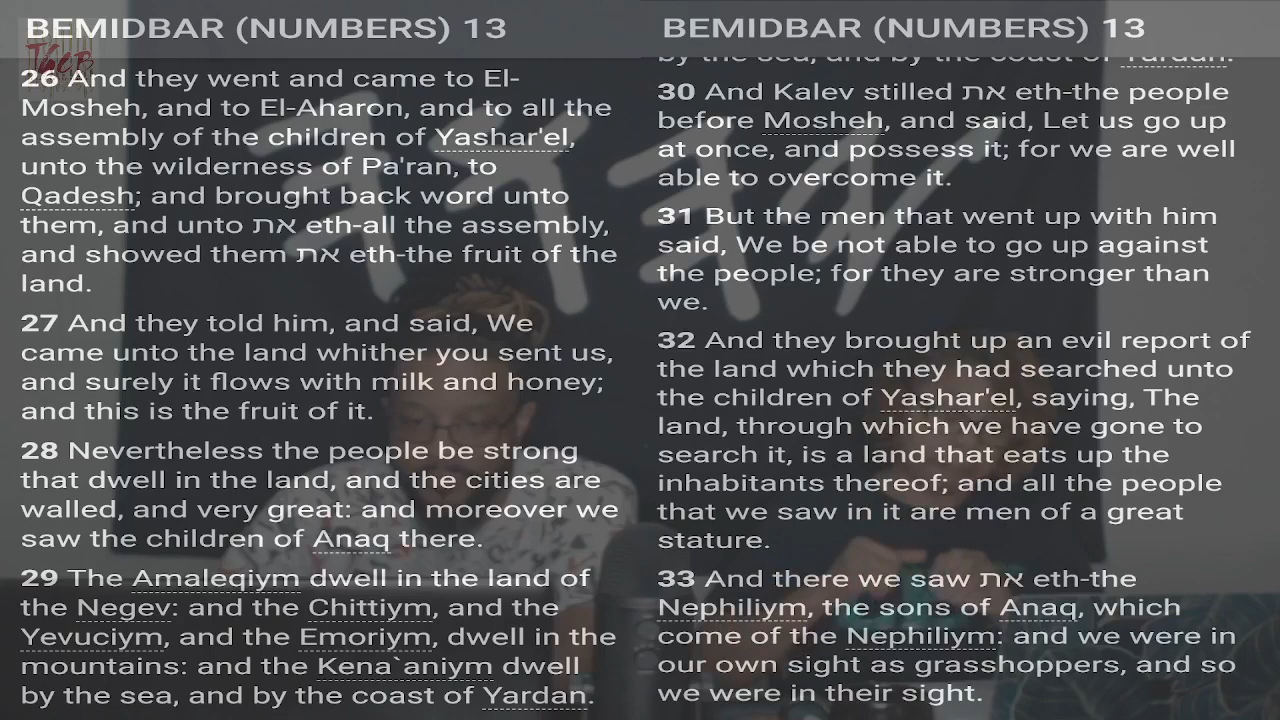 BEMIDBAR (NUMBERS) 13
26 And they went and came to El-
Mosheh, and to El-Aharon, and to all the
assembly of the children of Yashar'el,
unto the wilderness of Pa'ran, to
Qadesh; and brought back word unto
them, and unto את eth-all the assembly,
and showed them את eth-the fruit of the
land.
27 And they told him, and said, We
came unto the land whither you sent us,
and surely it flows with milk and honey;
and this is the fruit of it.
28 Nevertheless the people be strong
that dwell in the land, and the cities are
walled, and very great: and moreover we
saw the children of Anaq there.
29 The Amaleqiym dwell in the land of
the Negev: and the Chittiym, and the
Yevuciym, and the Emoriym, dwell in the
mountains: and the Kena`aniym dwell
by the sea, and by the coast of Yardan.
BEMIDBAR (NUMBERS) 13
by the sea, and by the coast of Yardan.
30 And Kalev stilled את eth-the people
before Mosheh, and said, Let us go up
at once, and possess it; for we are well
able to overcome it.
31 But the men that went up with him
said, We be not able to go up against
the people; for they are stronger than
we.
32 And they brought up an evil report of
the land which they had searched unto
the children of Yashar'el, saying, The
land, through which we have gone to
search it, is a land that eats up the
inhabitants thereof; and all the people
that we saw in it are men of a great
stature.
33 And there we saw את eth-the
Nephiliym, the sons of Anaq, which
come of the Nephiliym: and we were in
our own sight as grasshoppers, and so
we were in their sight.